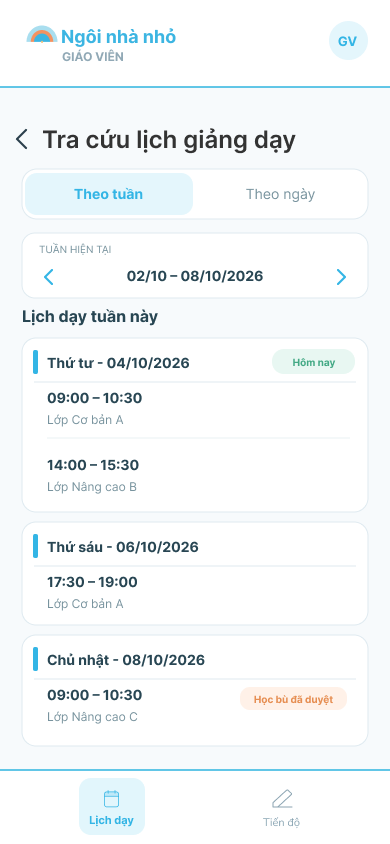 Ngôi nhà nhỏ
GIÁO VIÊN
GV
Tra cứu lịch giảng dạy
Theo tuần
Theo ngày
TUẦN HIỆN TẠI
02/10 – 08/10/2026
Lịch dạy tuần này
Thứ tư - 04/10/2026
Hôm nay
09:00 – 10:30
Lớp Cơ bản A
14:00 – 15:30
Lớp Nâng cao B
Thứ sáu - 06/10/2026
17:30 – 19:00
Lớp Cơ bản A
Chủ nhật - 08/10/2026
09:00 – 10:30
Học bù đã duyệt
Lớp Nâng cao C
Lịch dạy
Tiến độ